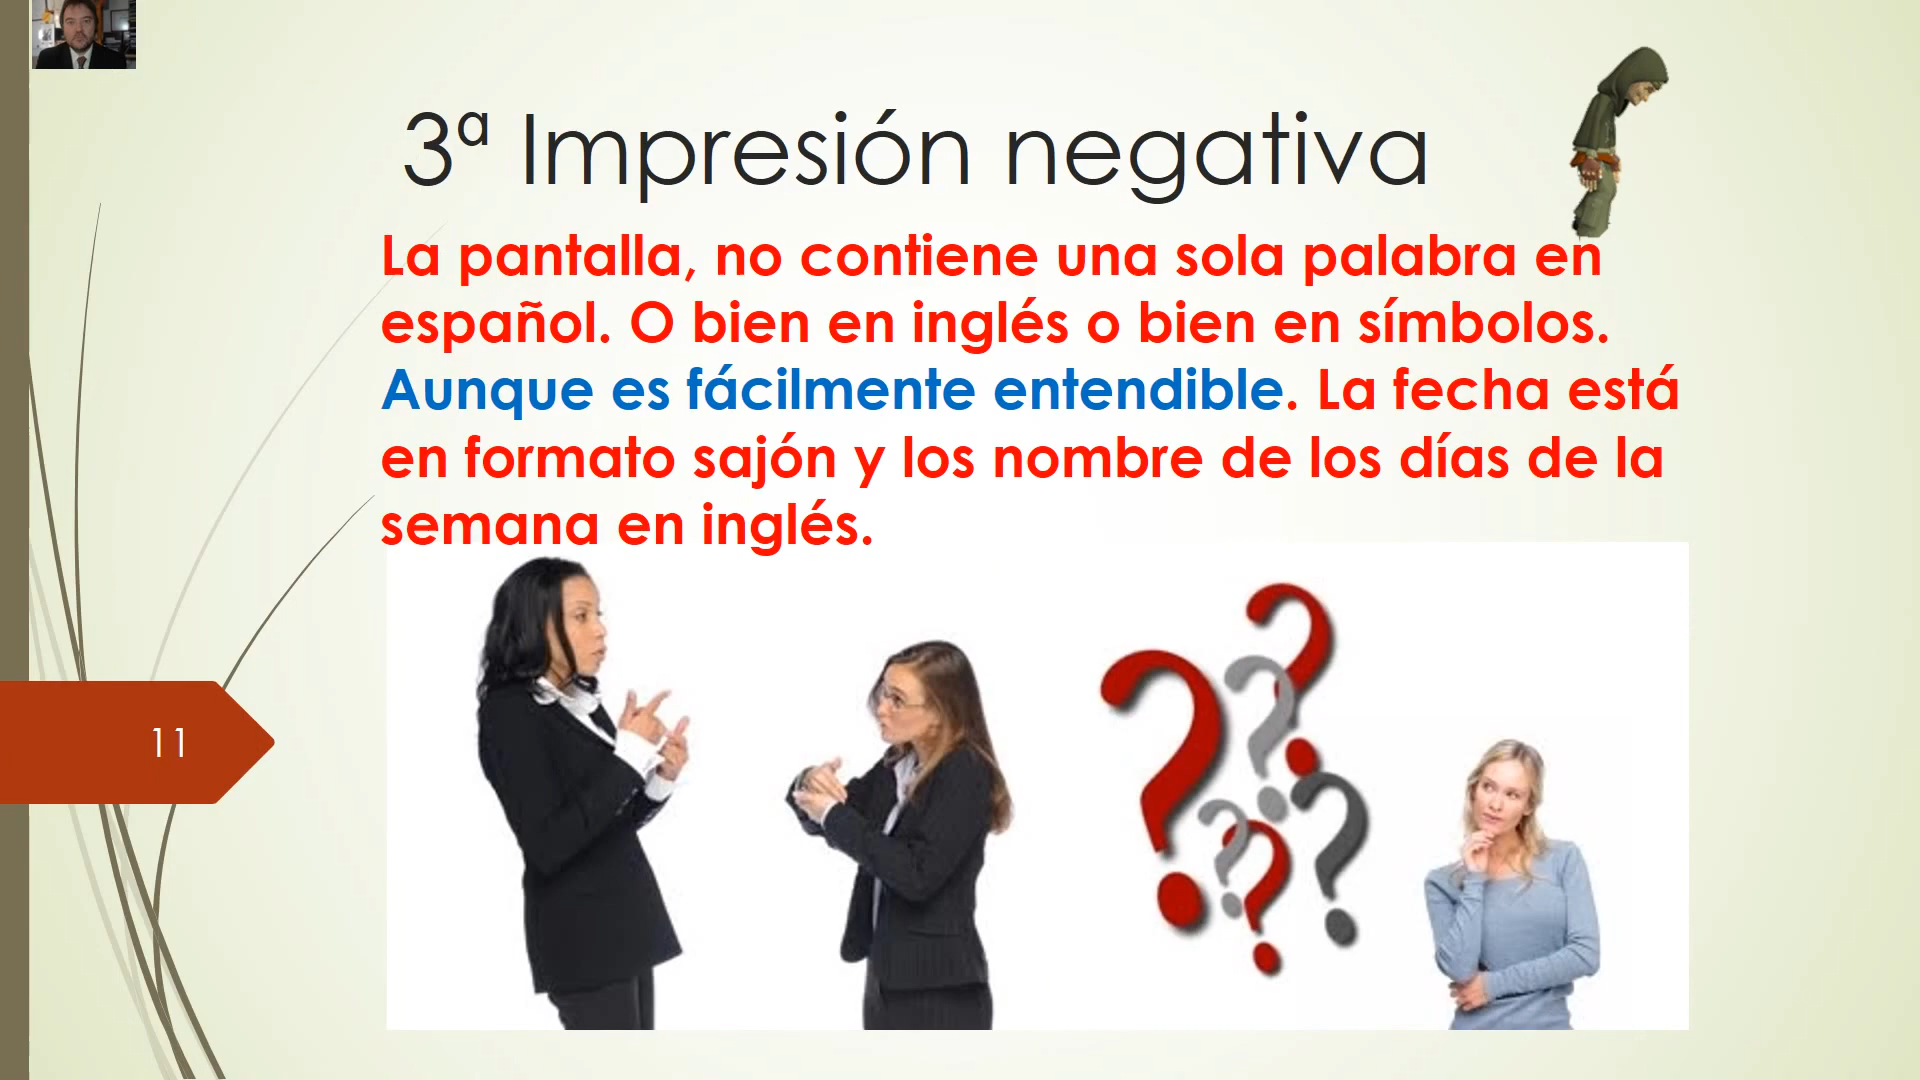 3ª Impresión negativa
La pantalla, no contiene una sola palabra en
español. O bien en inglés o bien en símbolos.
Aunque es fácilmente entendible. La fecha está
en formato sajón y los nombre de los días de la
semana en inglés.
11